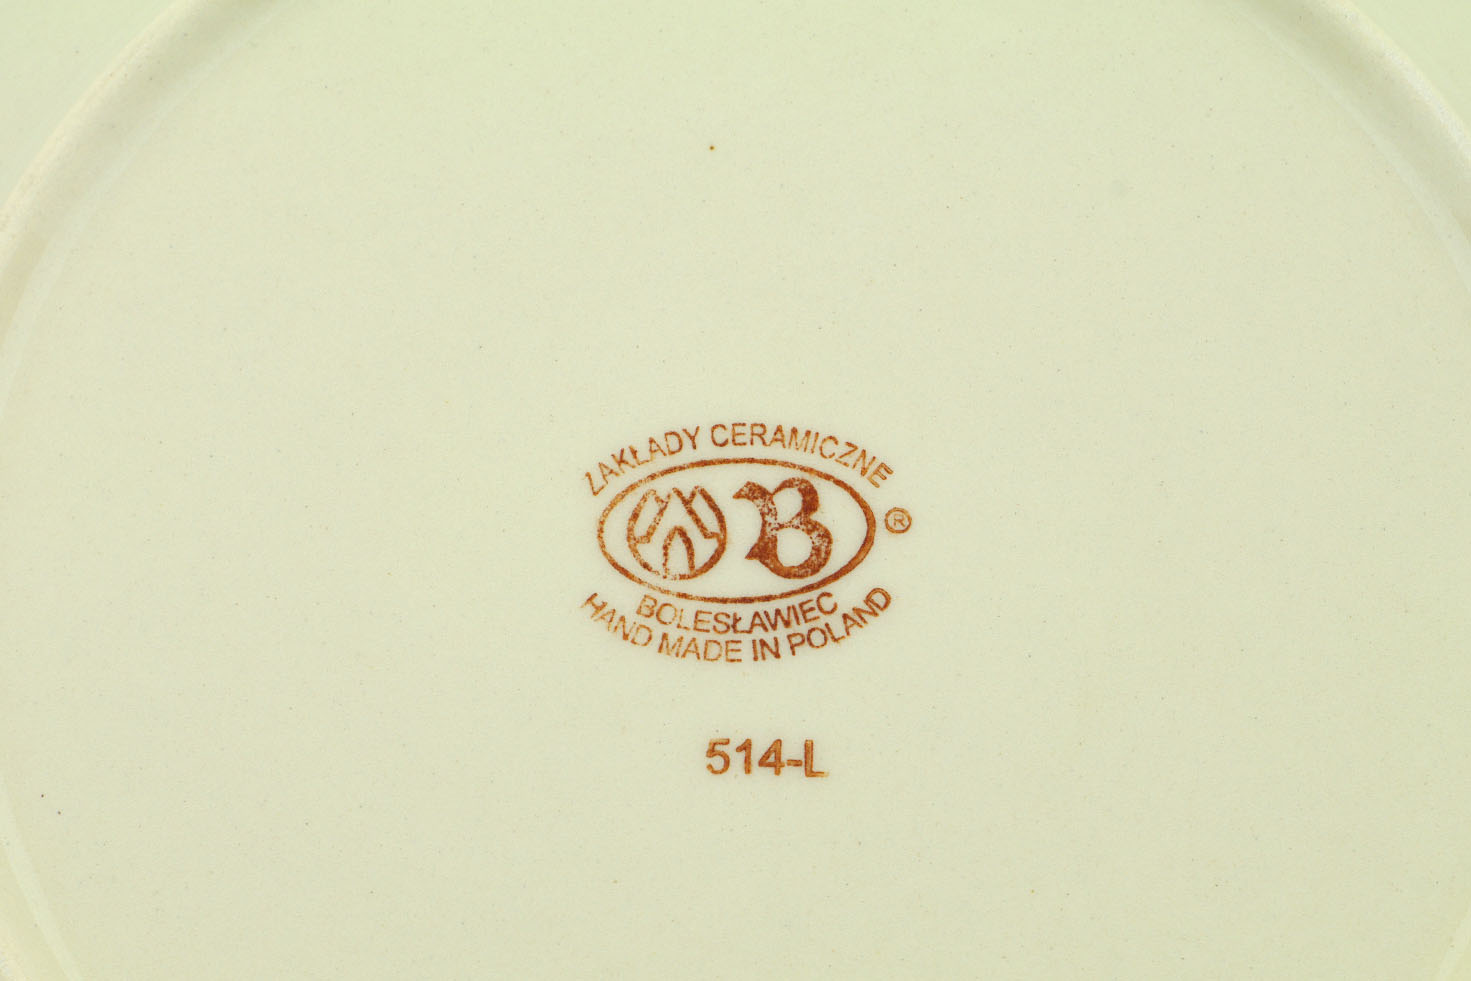 ZAKŁADY CERAMICZNE
B ®
BOLESŁAWIEC
HAND MADE IN POLAND
514-L